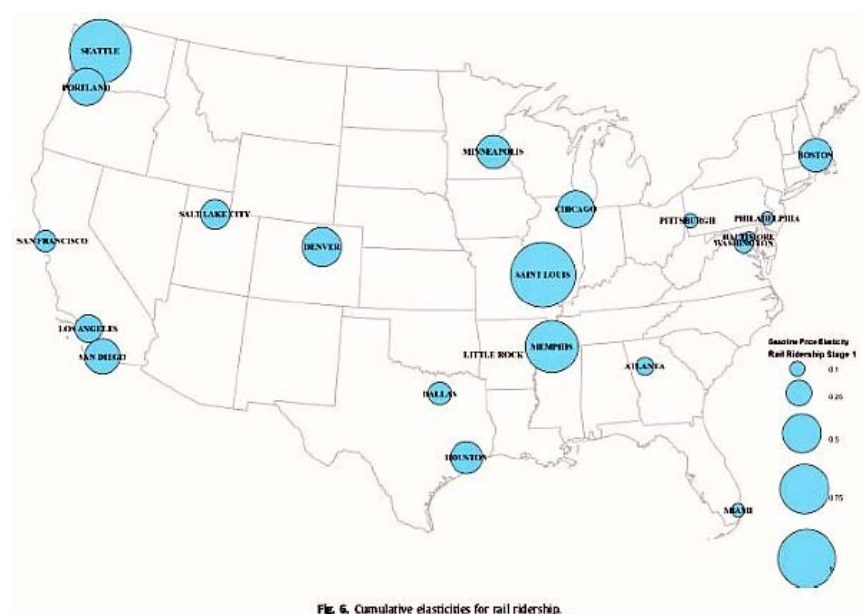 SEATTLE
PORTLAND
MINNEAPOLIS
BOSTON
CHICAGO
SALT LAKE CITY
PITTSBURGH
PHILADELPHIA
SAN FRANCISCO
DENVER
BALTIMORE
WASHINGTON
SAINT LOUIS
LOS ANGELES
SAN DIEGO
MEMPHIS
LITTLE ROCK
ATLANTA
DALLAS
HOUSTON
MIAMI
Gasoline Price Elasticity
Rail Ridership Stage 1
0.1
0.25
0.5
0.75
Fig. 6. Cumulative elasticities for rail ridership.